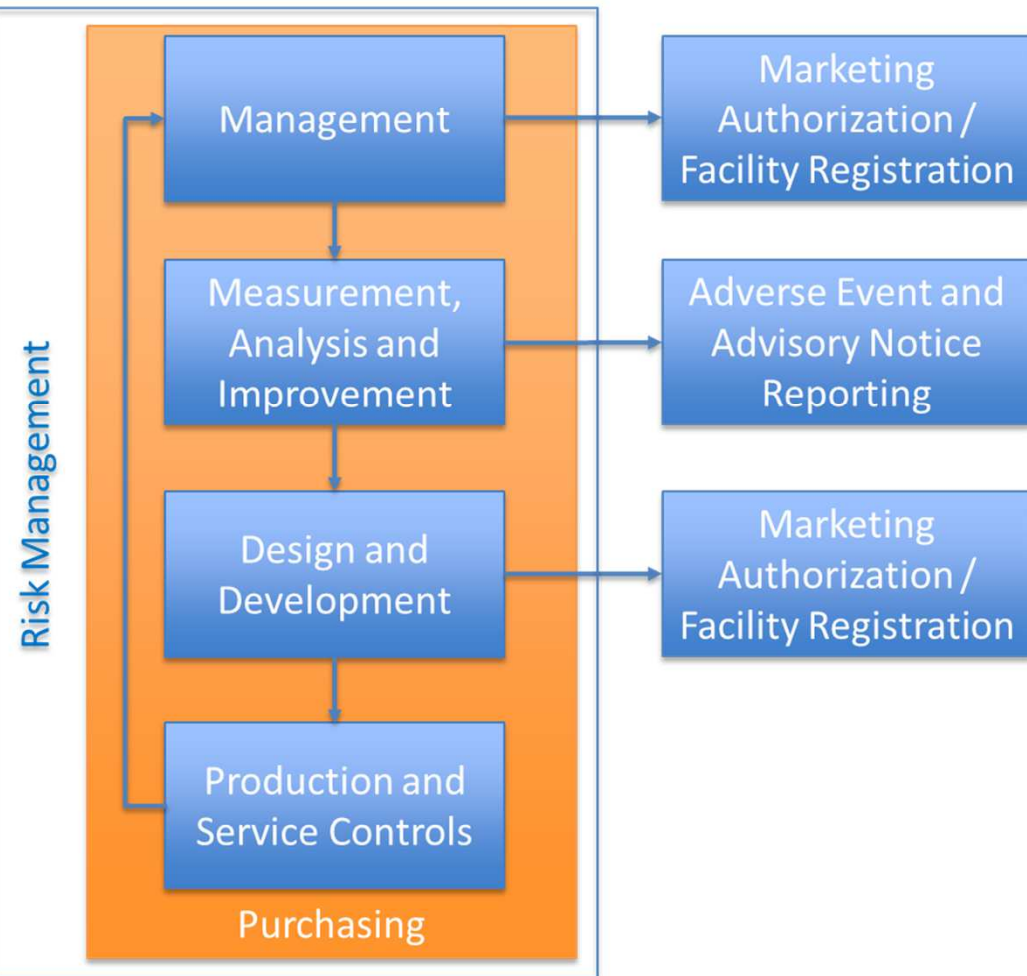 Management
Marketing
Authorization /
Facility Registration
Measurement,
Analysis and
Improvement
Adverse Event and
Advisory Notice
Reporting
Risk Management
Design and
Development
Marketing
Authorization /
Facility Registration
Production and
Service Controls
Purchasing